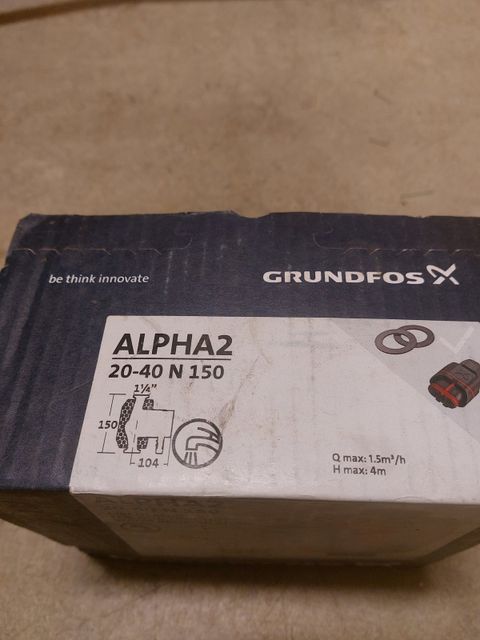 be think innovate
GRUNDFOS
ALPHA2
20-40 N 150
1¼"
150
104
Q max: 1.5m³/h
H max: 4m